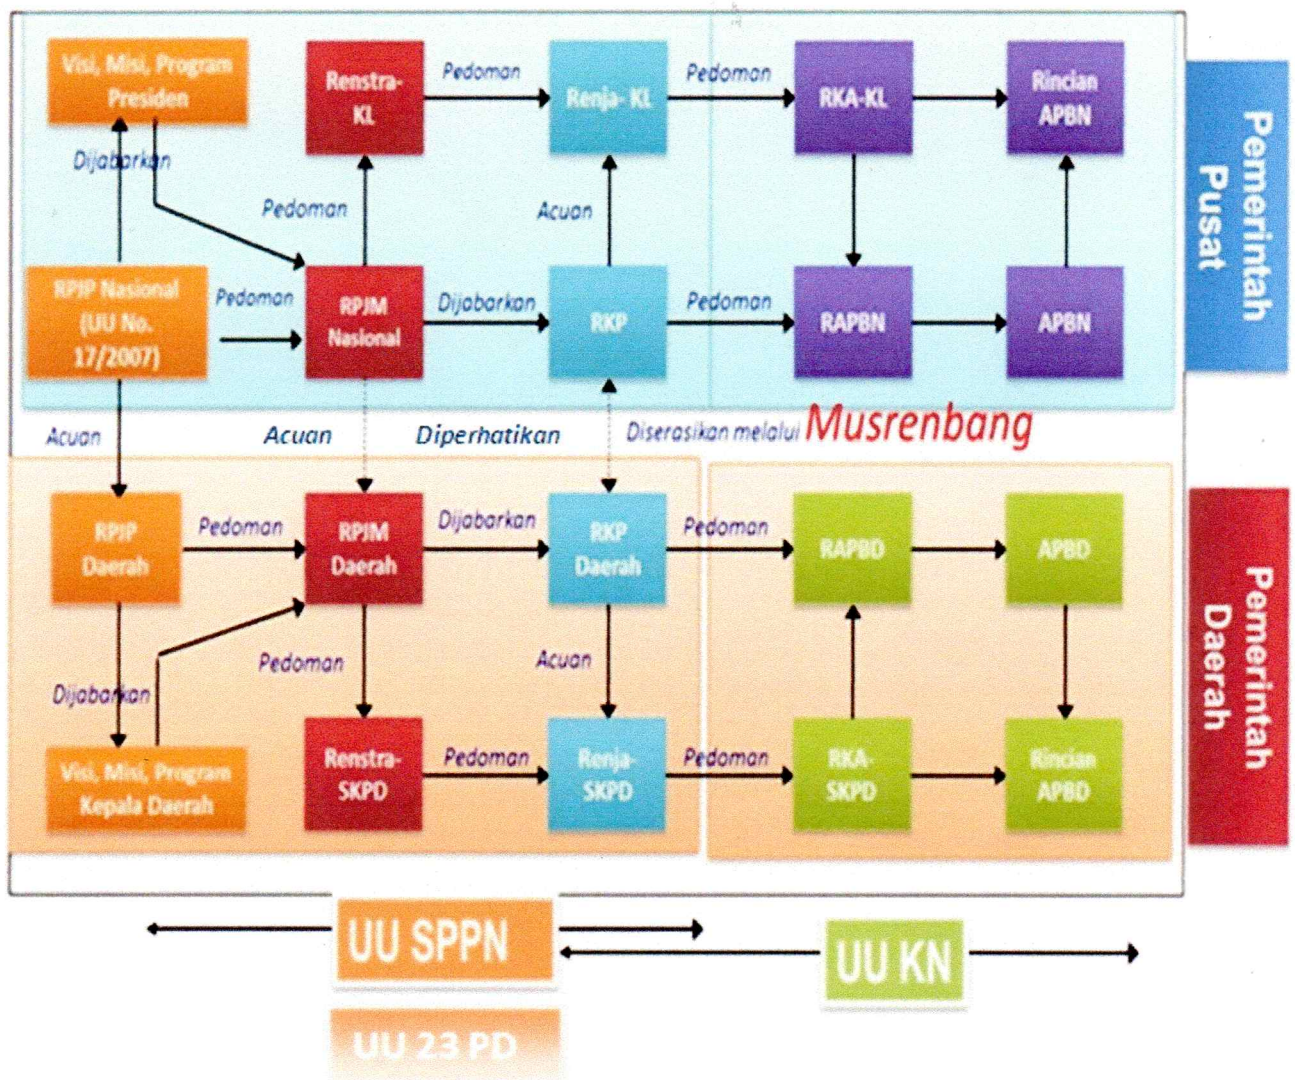 Visi, Misi, Program
Presiden
Renstra-
KL
Pedoman
Renja- KL
Pedoman
RKA-KL
Rincian
APBN
Pemerintah
Pusat
Dijabarkan
Pedoman
Acuan
RPJP Nasional
(UU No.
17/2007)
Pedoman
RPJM
Nasional
Dijabarkan
RKP
Pedoman
RAPBN
APBN
Acuan
Acuan
Diperhatikan
Diserasikan melalui Musrenbang
RPJP
Daerah
Pedoman
RPJM
Daerah
Dijabarkan
RKP
Daerah
Pedoman
RAPBD
APBD
Pemerintah
Daerah
Dijabarkan
Pedoman
Acuan
Visi, Misi, Program
Kepala Daerah
Renstra-
SKPD
Pedoman
Renja-
SKPD
Pedoman
RKA-
SKPD
Rincian
APBD
UU SPPN
UU KN
UU 23 PD